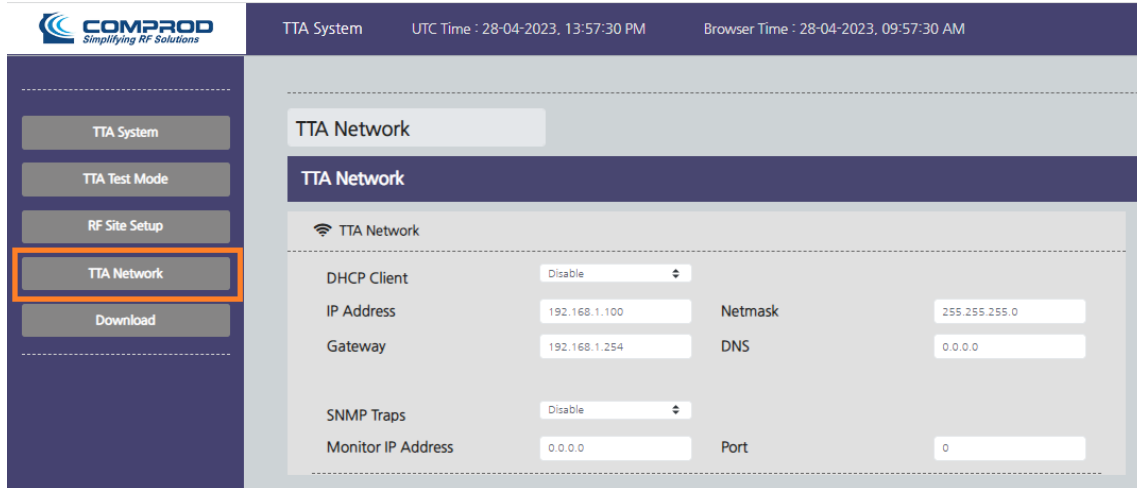 COMPROD
Simplifying RF Solutions
TTA System UTC Time : 28-04-2023, 13:57:30 PM Browser Time : 28-04-2023, 09:57:30 AM
TTA System
TTA Test Mode
RF Site Setup
TTA Network
Download
TTA Network
TTA Network
TTA Network
DHCP Client Disable
IP Address 192.168.1.100 Netmask 255.255.255.0
Gateway 192.168.1.254 DNS 0.0.0.0
SNMP Traps Disable
Monitor IP Address 0.0.0.0 Port 0